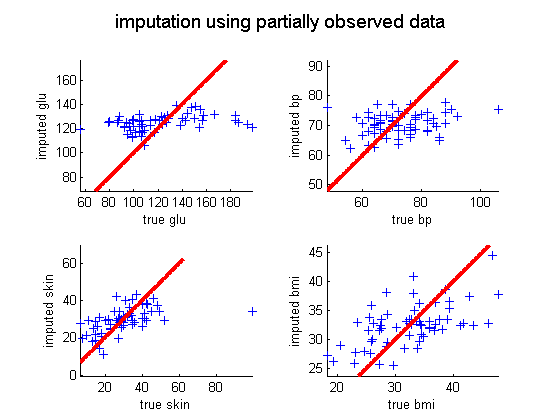 imputation using partially observed data
160
140
120
100
80
imputed glu
60 80 100 120 140 160 180
true glu
90
80
70
60
50
imputed bp
60 80 100
true bp
60
40
20
0
imputed skin
20 40 60 80
true skin
45
40
35
30
25
imputed bmi
20 30 40
true bmi